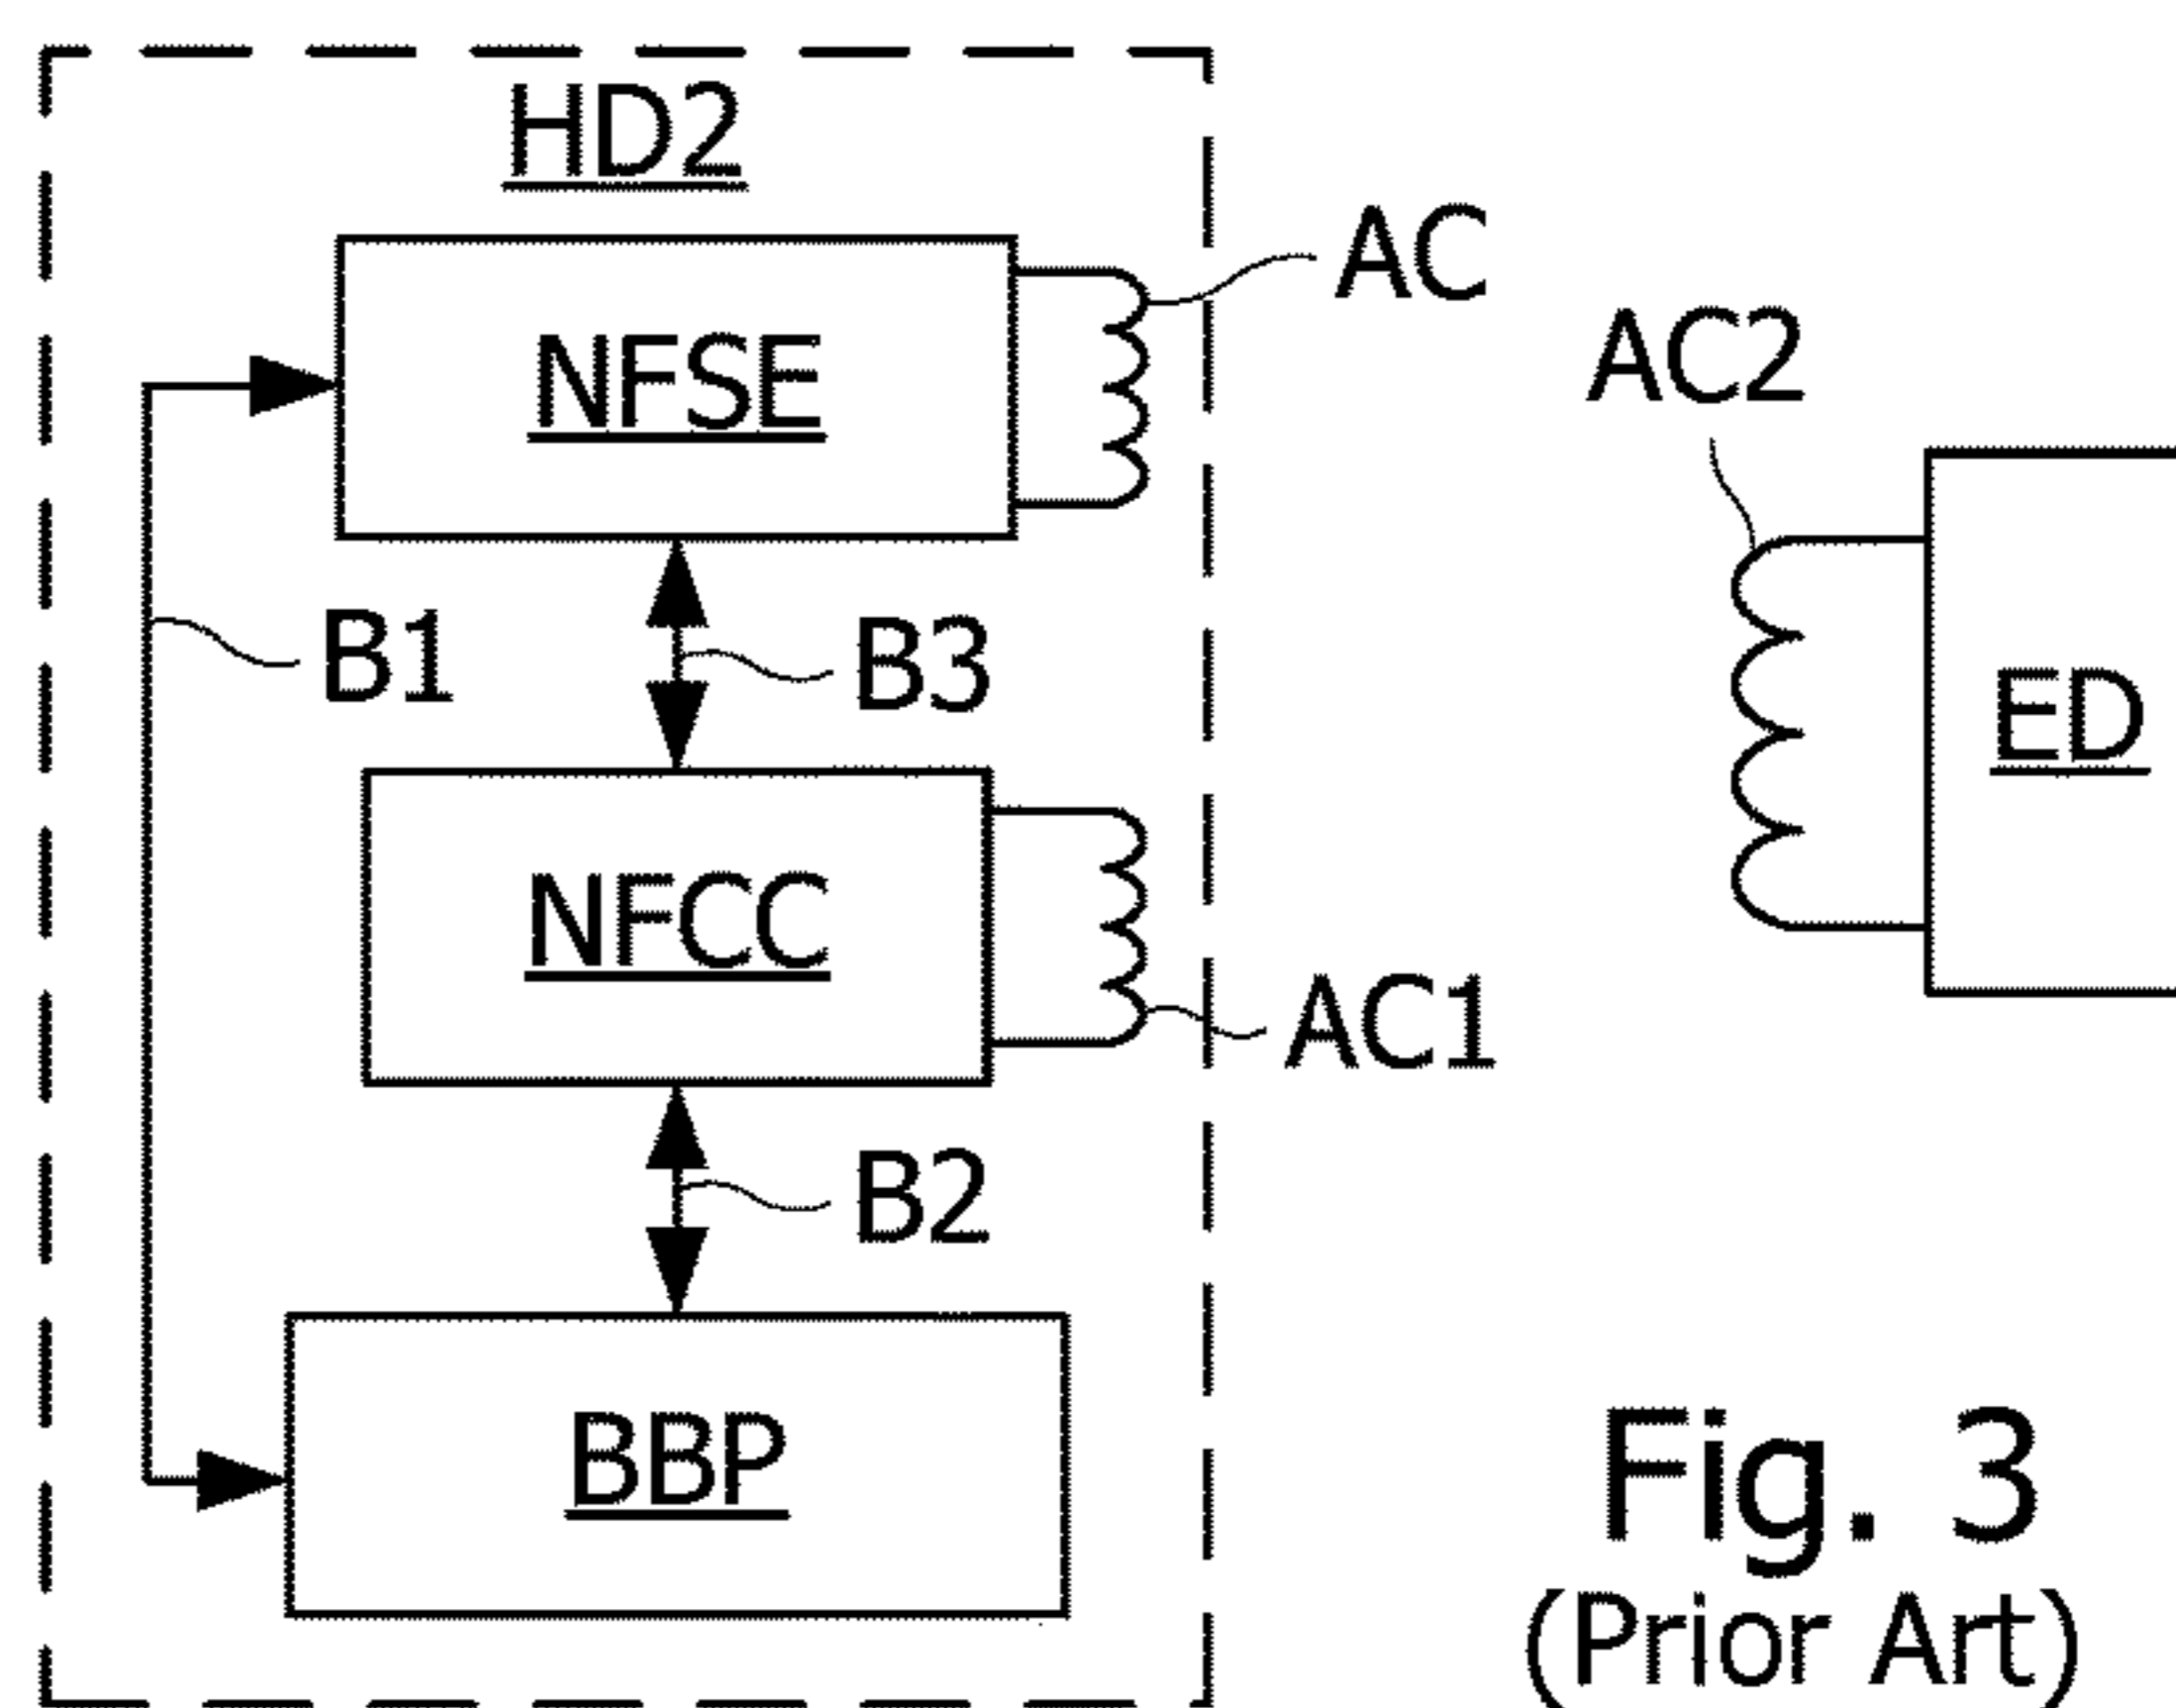 HD2
AC
NFSE
AC2
B1
B3
ED
NFCC
AC1
B2
BBP
Fig. 3
(Prior Art)